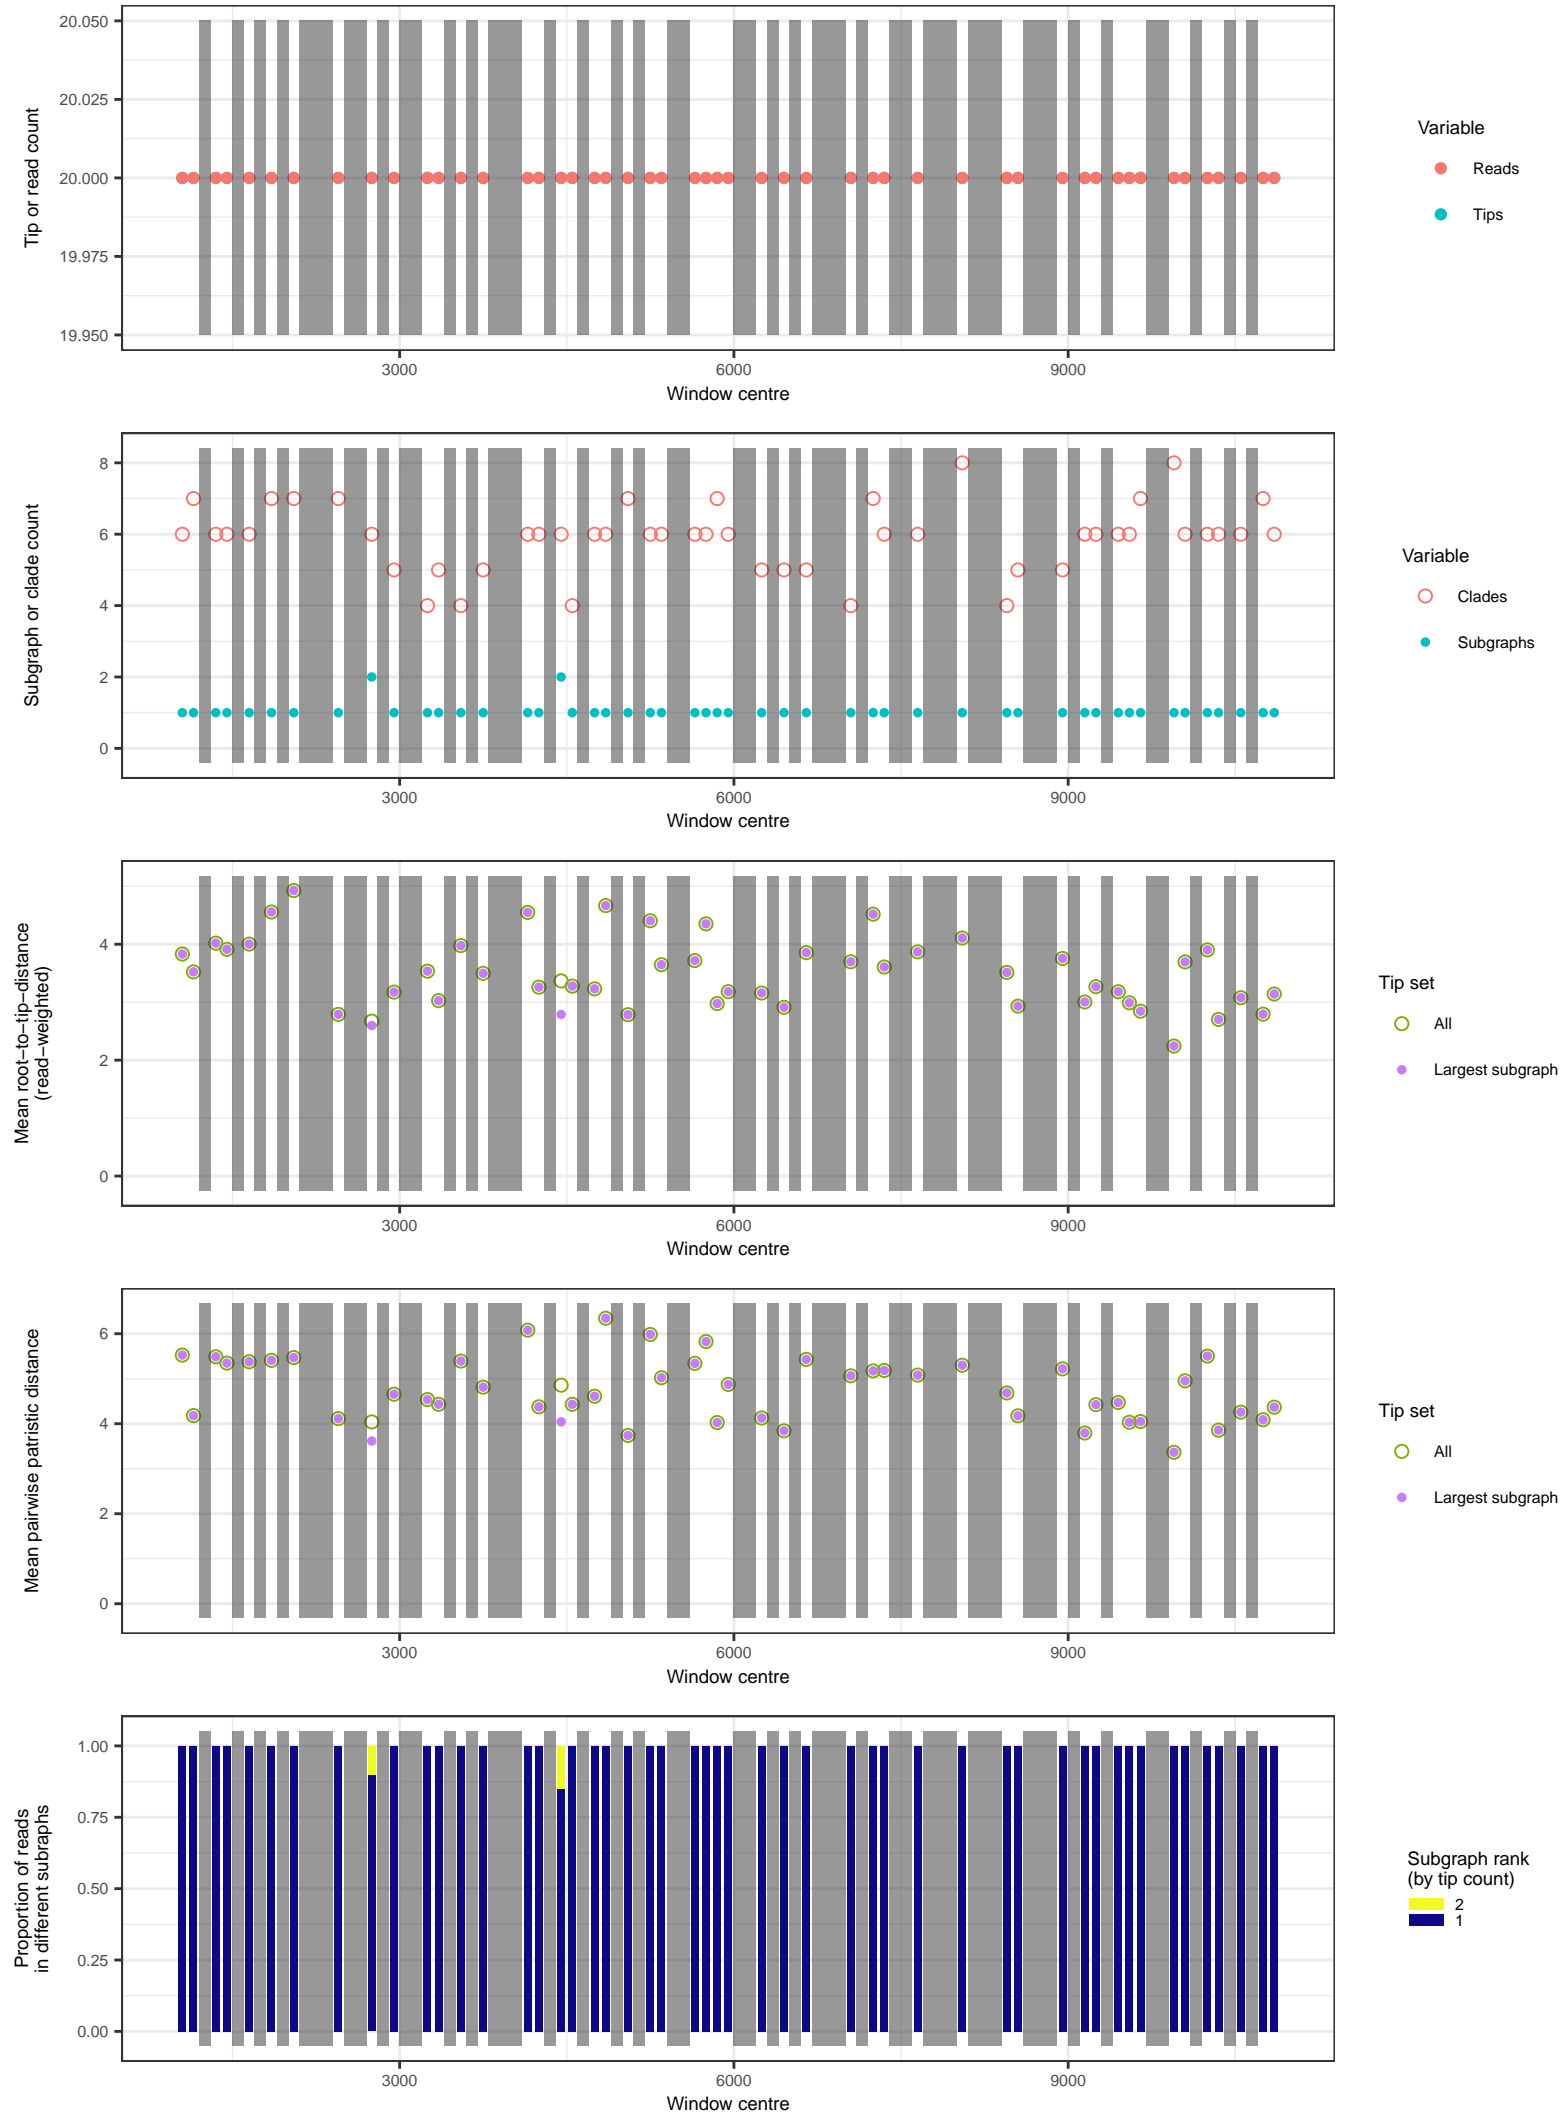 20.050
20.025
20.000
19.975
19.950
Tip or read count
3000
6000
9000
Window centre
Variable
Reads
Tips
8
6
4
2
0
Subgraph or clade count
3000
6000
9000
Window centre
Variable
Clades
Subgraphs
4
2
0
Mean root−to−tip−distance
(read−weighted)
3000
6000
9000
Window centre
Tip set
All
Largest subgraph
6
4
2
0
Mean pairwise patristic distance
3000
6000
9000
Window centre
Tip set
All
Largest subgraph
1.00
0.75
0.50
0.25
0.00
Proportion of reads
in different subraphs
3000
6000
9000
Window centre
Subgraph rank
(by tip count)
2
1